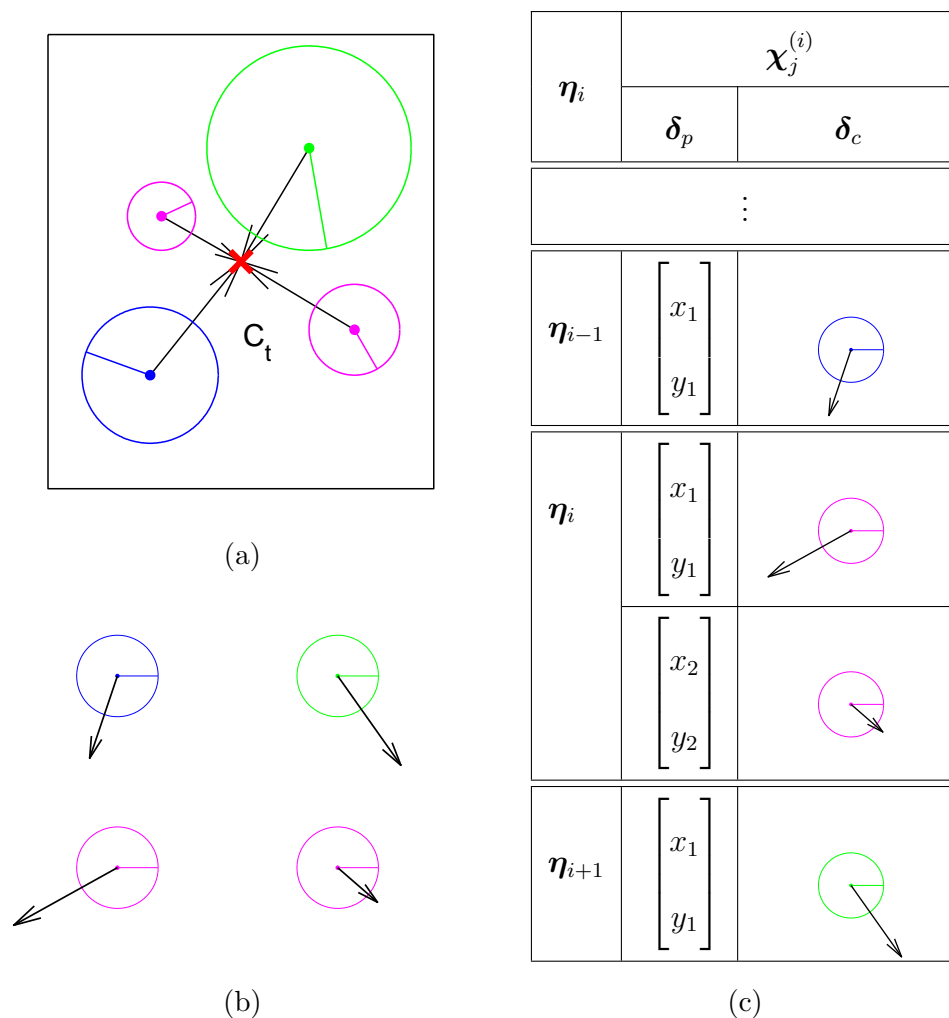 C_t
(a)
(b)
η_i
χ_j^{(i)}
δ_p
δ_c
⋮
η_{i−1}
[x_1
y_1]
η_i
[x_1
y_1]
[x_2
y_2]
η_{i+1}
[x_1
y_1]
(c)